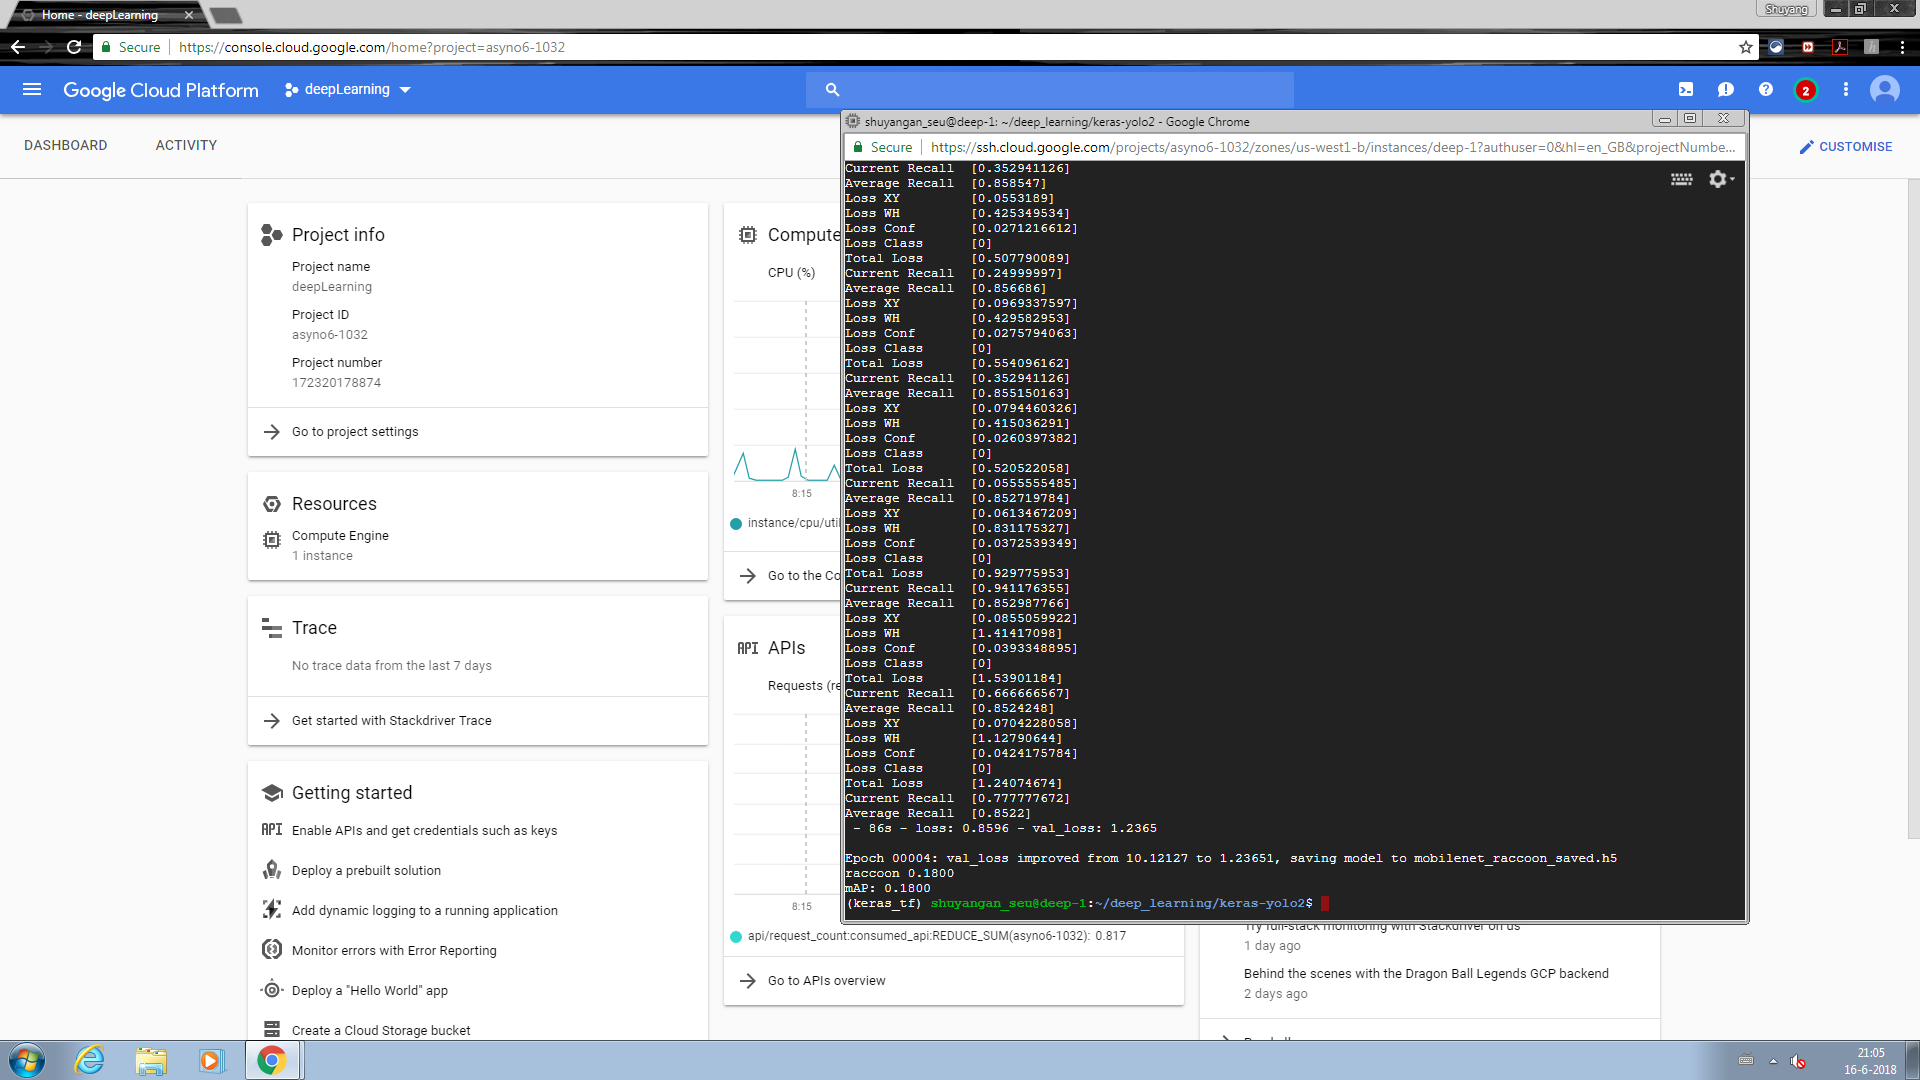 Home - deepLearning
Shuyang
Secure
https://console.cloud.google.com/home?project=asyno6-1032
Google Cloud Platform
deepLearning
2
DASHBOARD
ACTIVITY
CUSTOMISE
Project info
Project name
deepLearning
Project ID
asyno6-1032
Project number
172320178874
Go to project settings
Resources
Compute Engine
1 instance
Trace
No trace data from the last 7 days
Get started with Stackdriver Trace
Getting started
API Enable APIs and get credentials such as keys
Deploy a prebuilt solution
Add dynamic logging to a running application
Monitor errors with Error Reporting
Deploy a "Hello World" app
Create a Cloud Storage bucket
Compute
CPU (%)
8:15
instance/cpu/util
Go to the Co
API APIs
Requests (re
8:15
api/request_count:consumed_api:REDUCE_SUM(asyno6-1032): 0.817
Go to APIs overview
shuyangan_seu@deep-1: ~/deep_learning/keras-yolo2 - Google Chrome
Secure
https://ssh.cloud.google.com/projects/asyno6-1032/zones/us-west1-b/instances/deep-1?authuser=0&hl=en_GB&projectNumbe...
Current Recall [0.352941126]
Average Recall [0.858547]
Loss XY [0.0553189]
Loss WH [0.425349534]
Loss Conf [0.0271216612]
Loss Class [0]
Total Loss [0.507790089]
Current Recall [0.24999997]
Average Recall [0.856686]
Loss XY [0.0969337597]
Loss WH [0.429582953]
Loss Conf [0.0275794063]
Loss Class [0]
Total Loss [0.554096162]
Current Recall [0.352941126]
Average Recall [0.855150163]
Loss XY [0.0794460326]
Loss WH [0.415036291]
Loss Conf [0.0260397382]
Loss Class [0]
Total Loss [0.520522058]
Current Recall [0.0555555485]
Average Recall [0.852719784]
Loss XY [0.0613467209]
Loss WH [0.831175327]
Loss Conf [0.0372539349]
Loss Class [0]
Total Loss [0.929775953]
Current Recall [0.941176355]
Average Recall [0.852987766]
Loss XY [0.0855059922]
Loss WH [1.41417098]
Loss Conf [0.0393348895]
Loss Class [0]
Total Loss [1.53901184]
Current Recall [0.666666567]
Average Recall [0.8524248]
Loss XY [0.0704228058]
Loss WH [1.12790644]
Loss Conf [0.0424175784]
Loss Class [0]
Total Loss [1.24074674]
Current Recall [0.777777672]
Average Recall [0.8522]
- 86s - loss: 0.8596 - val_loss: 1.2365
Epoch 00004: val_loss improved from 10.12127 to 1.23651, saving model to mobilenet_raccoon_saved.h5
raccoon 0.1800
mAP: 0.1800
(keras_tf) shuyangan_seu@deep-1:~/deep_learning/keras-yolo2$
Try full-stack monitoring with Stackdriver on us
1 day ago
Behind the scenes with the Dragon Ball Legends GCP backend
2 days ago
21:05
16-6-2018